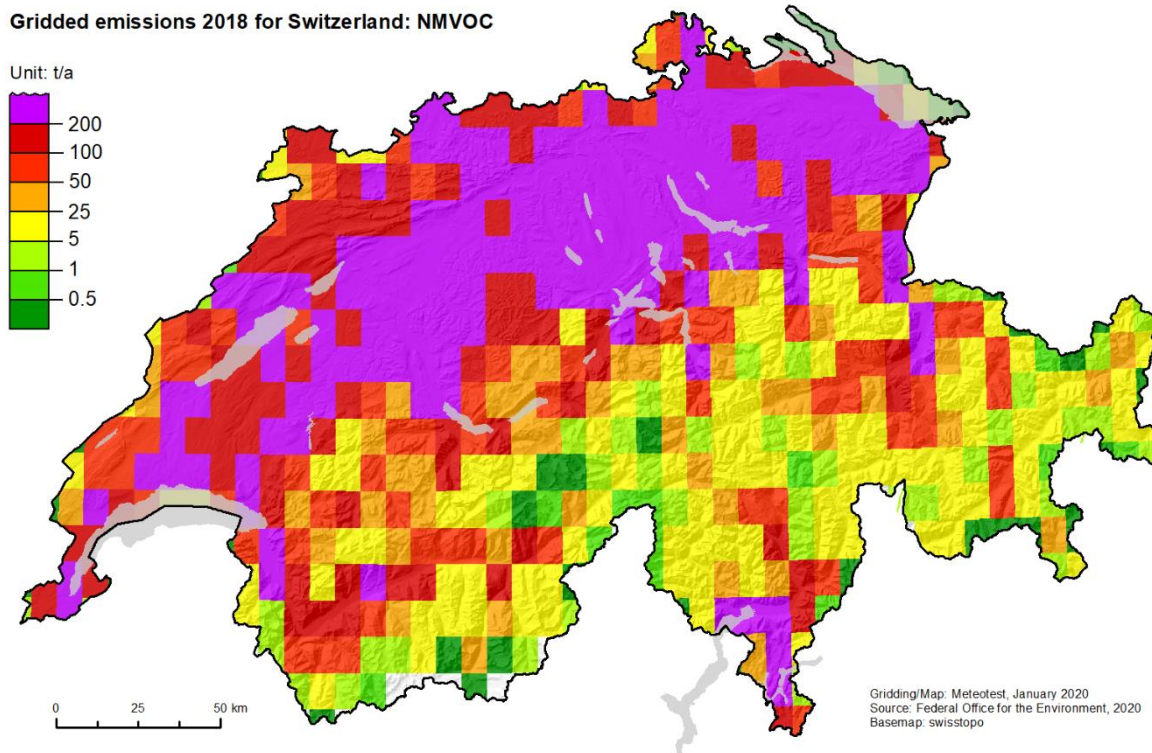 Gridded emissions 2018 for Switzerland: NMVOC
Unit: t/a
200
100
50
25
5
1
0.5
0 25 50 km
Gridding/Map: Meteotest, January 2020
Source: Federal Office for the Environment, 2020
Basemap: swisstopo